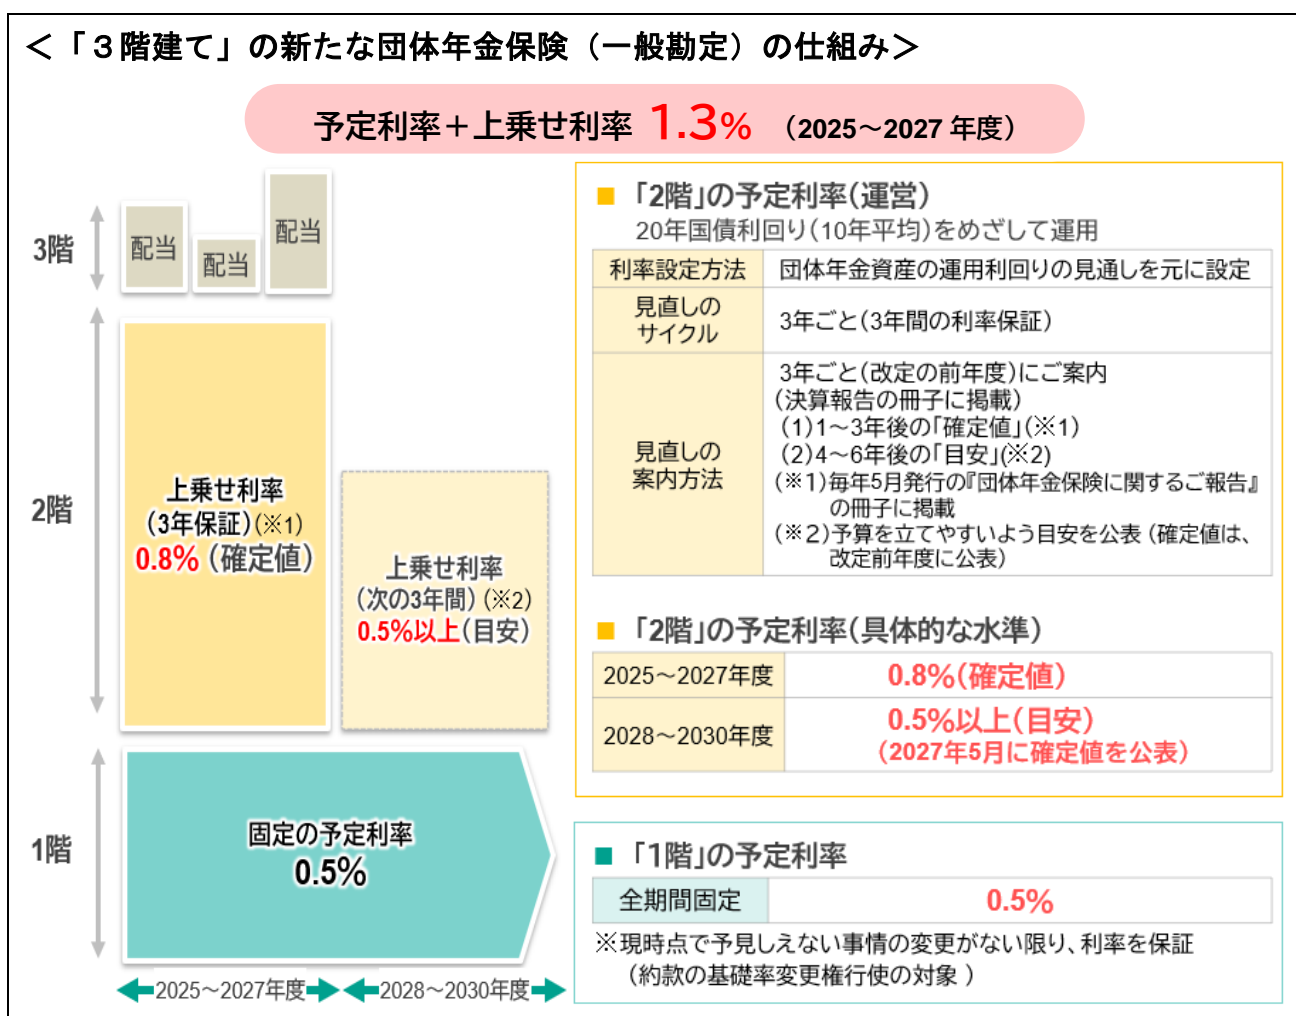 ＜「３階建て」の新たな団体年金保険（一般勘定）の仕組み＞
予定利率＋上乗せ利率 1.3% （2025～2027年度）
3階
配当
配当
配当
2階
上乗せ利率
（3年保証）（※1）
0.8%（確定値）
上乗せ利率
（次の3年間）（※2）
0.5%以上（目安）
1階
固定の予定利率
0.5%
2025～2027年度
2028～2030年度
■ 「2階」の予定利率（運営）
20年国債利回り（10年平均）をめざして運用
利率設定方法
団体年金資産の運用利回りの見通しを元に設定
見直しの
サイクル
3年ごと（3年間の利率保証）
見直しの
案内方法
3年ごと（改定の前年度）にご案内
（決算報告の冊子に掲載）
（1）1～3年後の「確定値」（※1）
（2）4～6年後の「目安」（※2）
（※1）毎年5月発行の『団体年金保険に関するご報告』
の冊子に掲載
（※２）予算を立てやすいよう目安を公表（確定値は、
改定前年度に公表）
■ 「2階」の予定利率（具体的な水準）
2025～2027年度
0.8%（確定値）
2028～2030年度
0.5%以上（目安）
（2027年5月に確定値を公表）
■ 「1階」の予定利率
全期間固定
0.5%
※現時点で予見しえない事情の変更がない限り、利率を保証
（約款の基礎率変更権行使の対象 ）